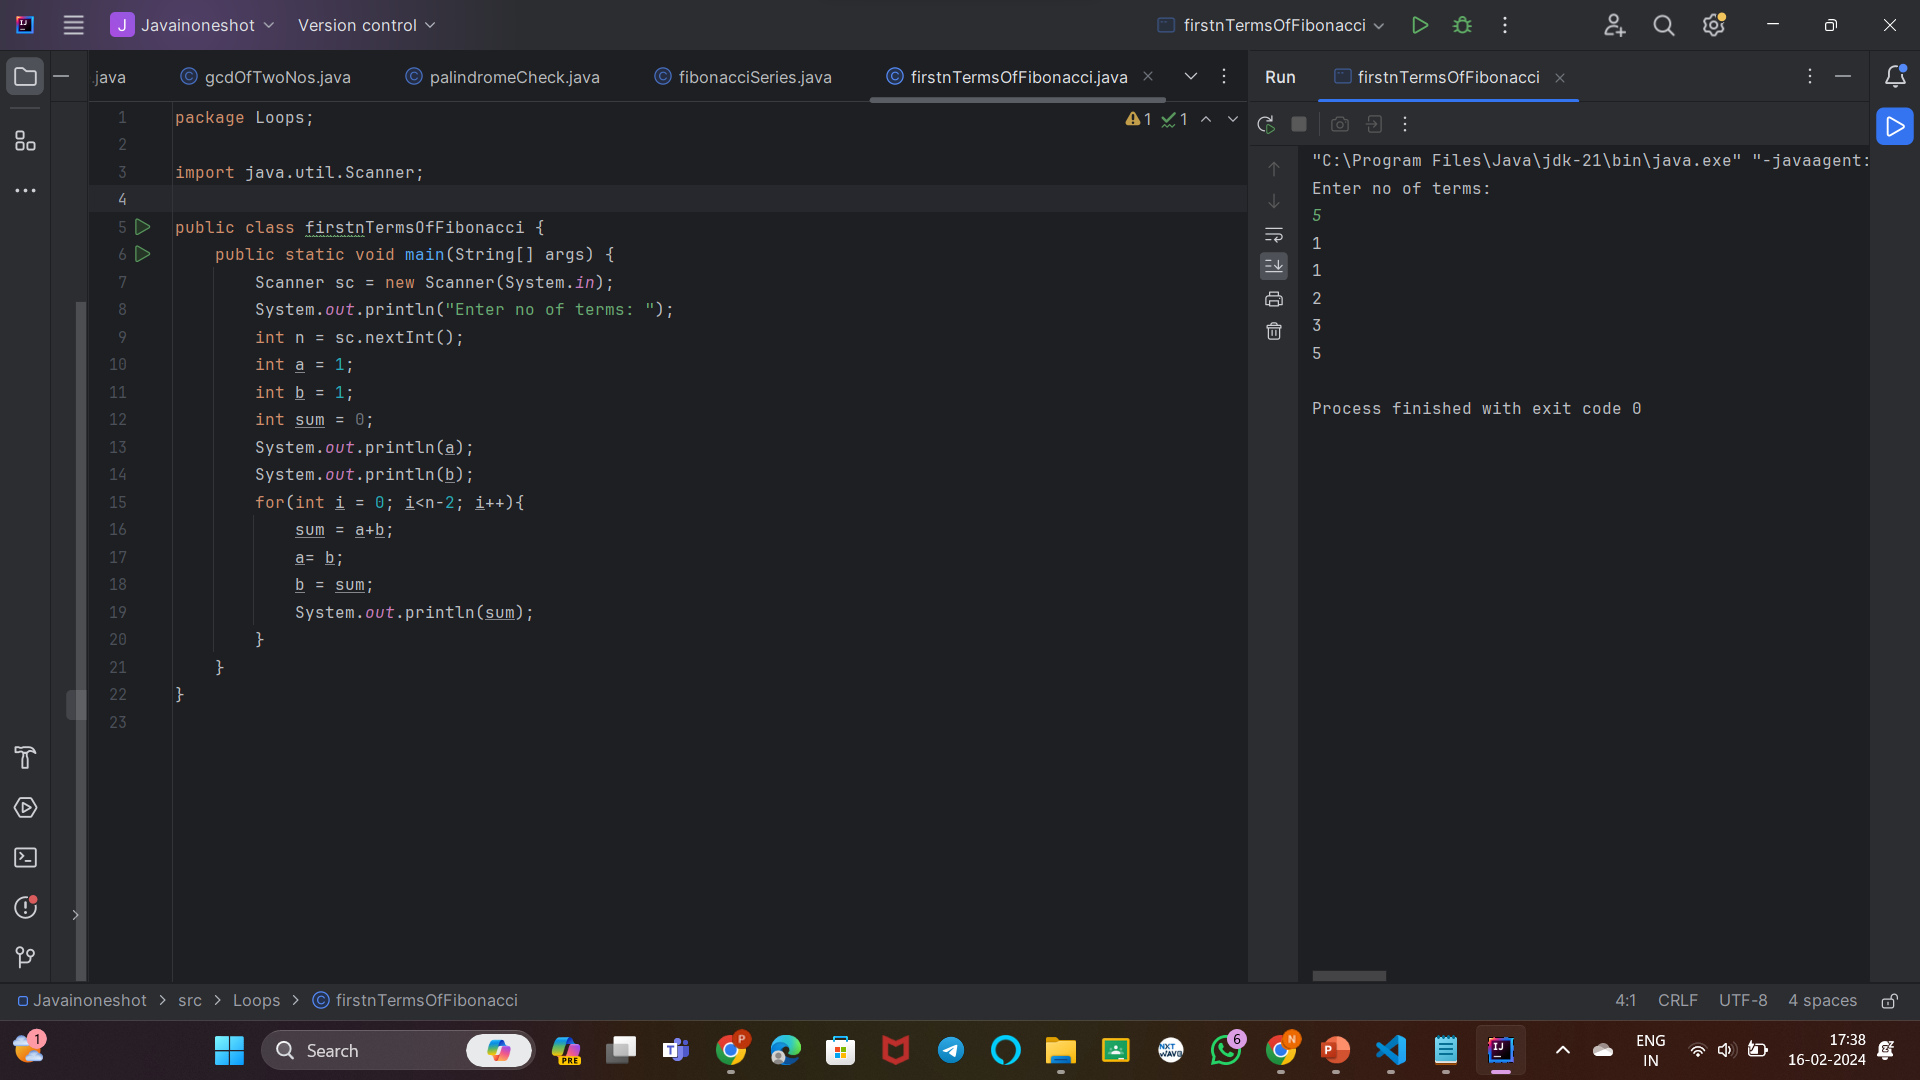 J Javainoneshot Version control firstnTermsOfFibonacci
.java gcdOfTwoNos.java palindromeCheck.java fibonacciSeries.java firstnTermsOfFibonacci.java
1 package Loops; 1 1
2
3 import java.util.Scanner;
4
5 public class firstnTermsOfFibonacci {
6 public static void main(String[] args) {
7 Scanner sc = new Scanner(System.in);
8 System.out.println("Enter no of terms: ");
9 int n = sc.nextInt();
10 int a = 1;
11 int b = 1;
12 int sum = 0;
13 System.out.println(a);
14 System.out.println(b);
15 for(int i = 0; i<n-2; i++){
16 sum = a+b;
17 a= b;
18 b = sum;
19 System.out.println(sum);
20 }
21 }
22 }
23
Run firstnTermsOfFibonacci
"C:\Program Files\Java\jdk-21\bin\java.exe" "-javaagent:
Enter no of terms:
5
1
1
2
3
5
Process finished with exit code 0
Javainoneshot > src > Loops > firstnTermsOfFibonacci 4:1 CRLF UTF-8 4 spaces
1 Search PRE T P NXT WAVE 6 N P IJ ENG 17:38
IN 16-02-2024